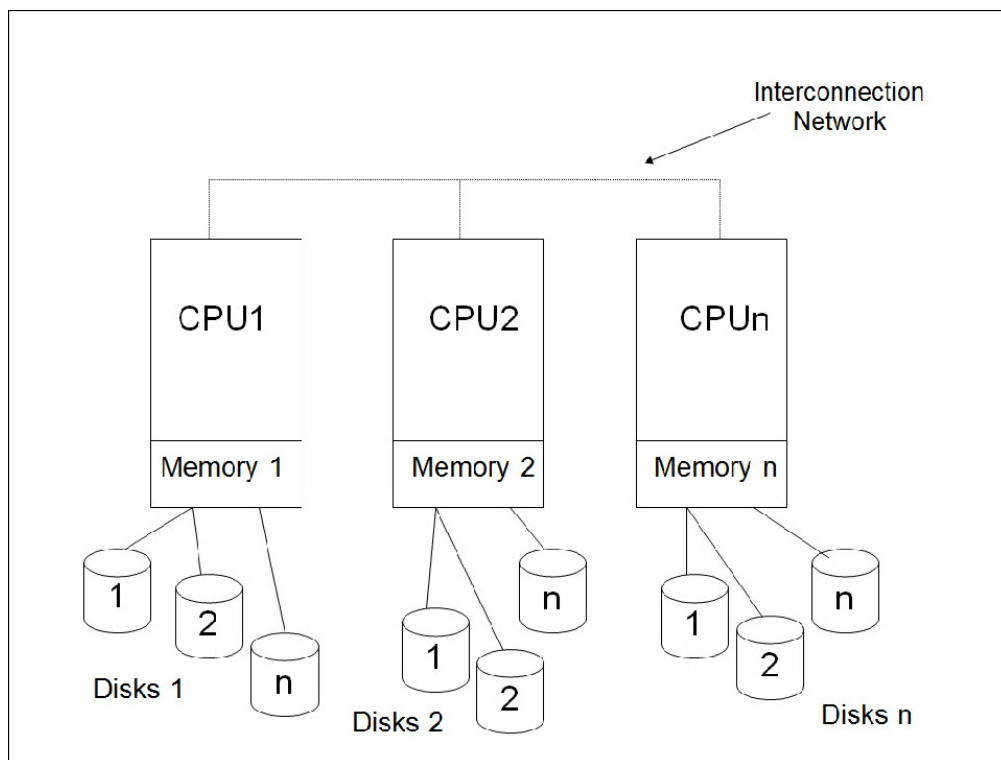 Interconnection
Network
CPU1
CPU2
CPUn
Memory 1
Memory 2
Memory n
1
2
n
Disks 1
1
2
n
Disks 2
1
2
n
Disks n